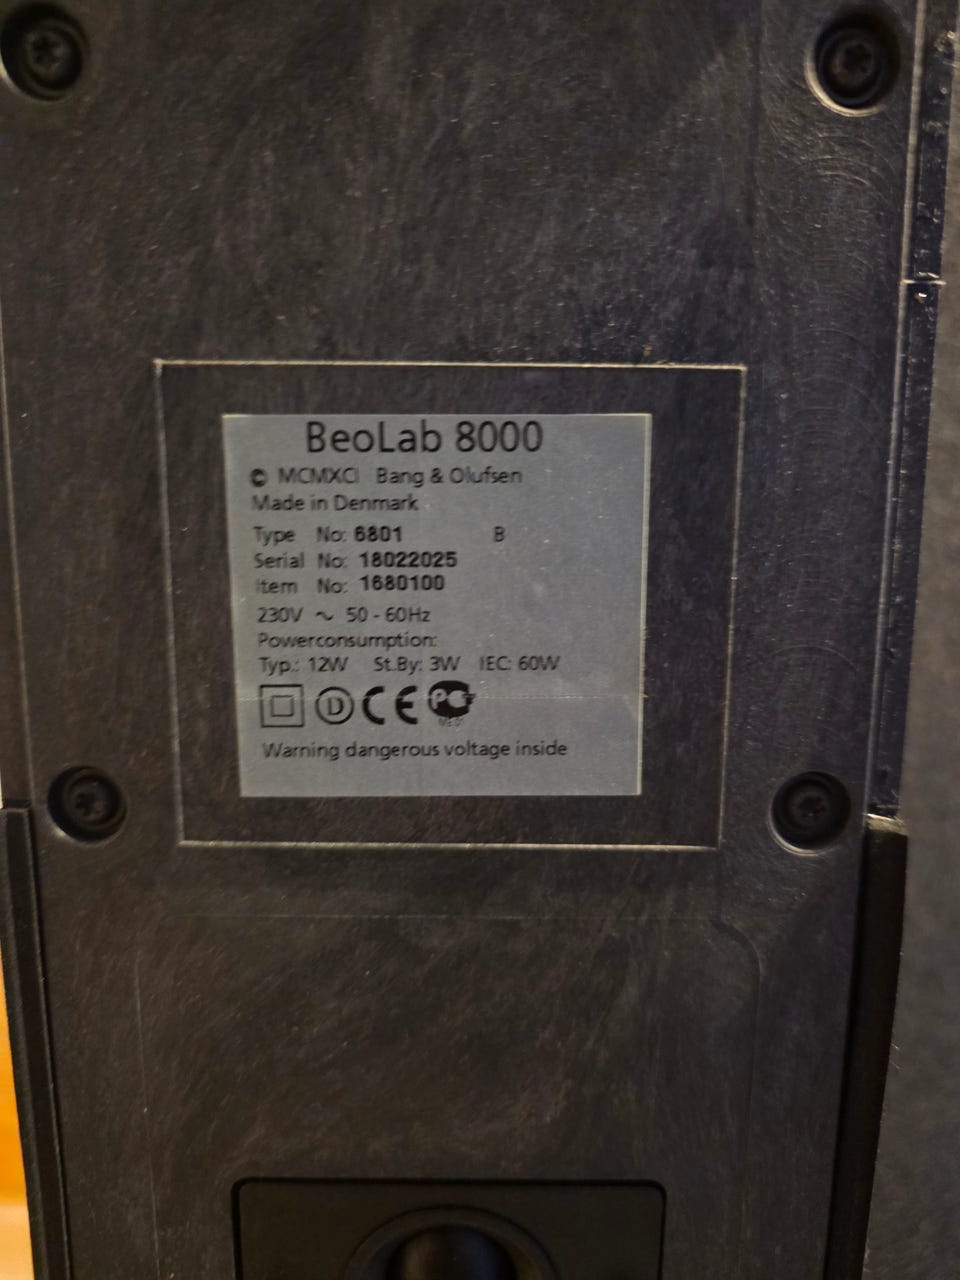 BeoLab 8000
© MCMXCI Bang & Olufsen
Made in Denmark
Type No: 6801 B
Serial No: 18022025
Item No: 1680100
230V ~ 50 - 60Hz
Powerconsumption:
Typ.: 12W St.By: 3W IEC: 60W
D CE
Warning dangerous voltage inside